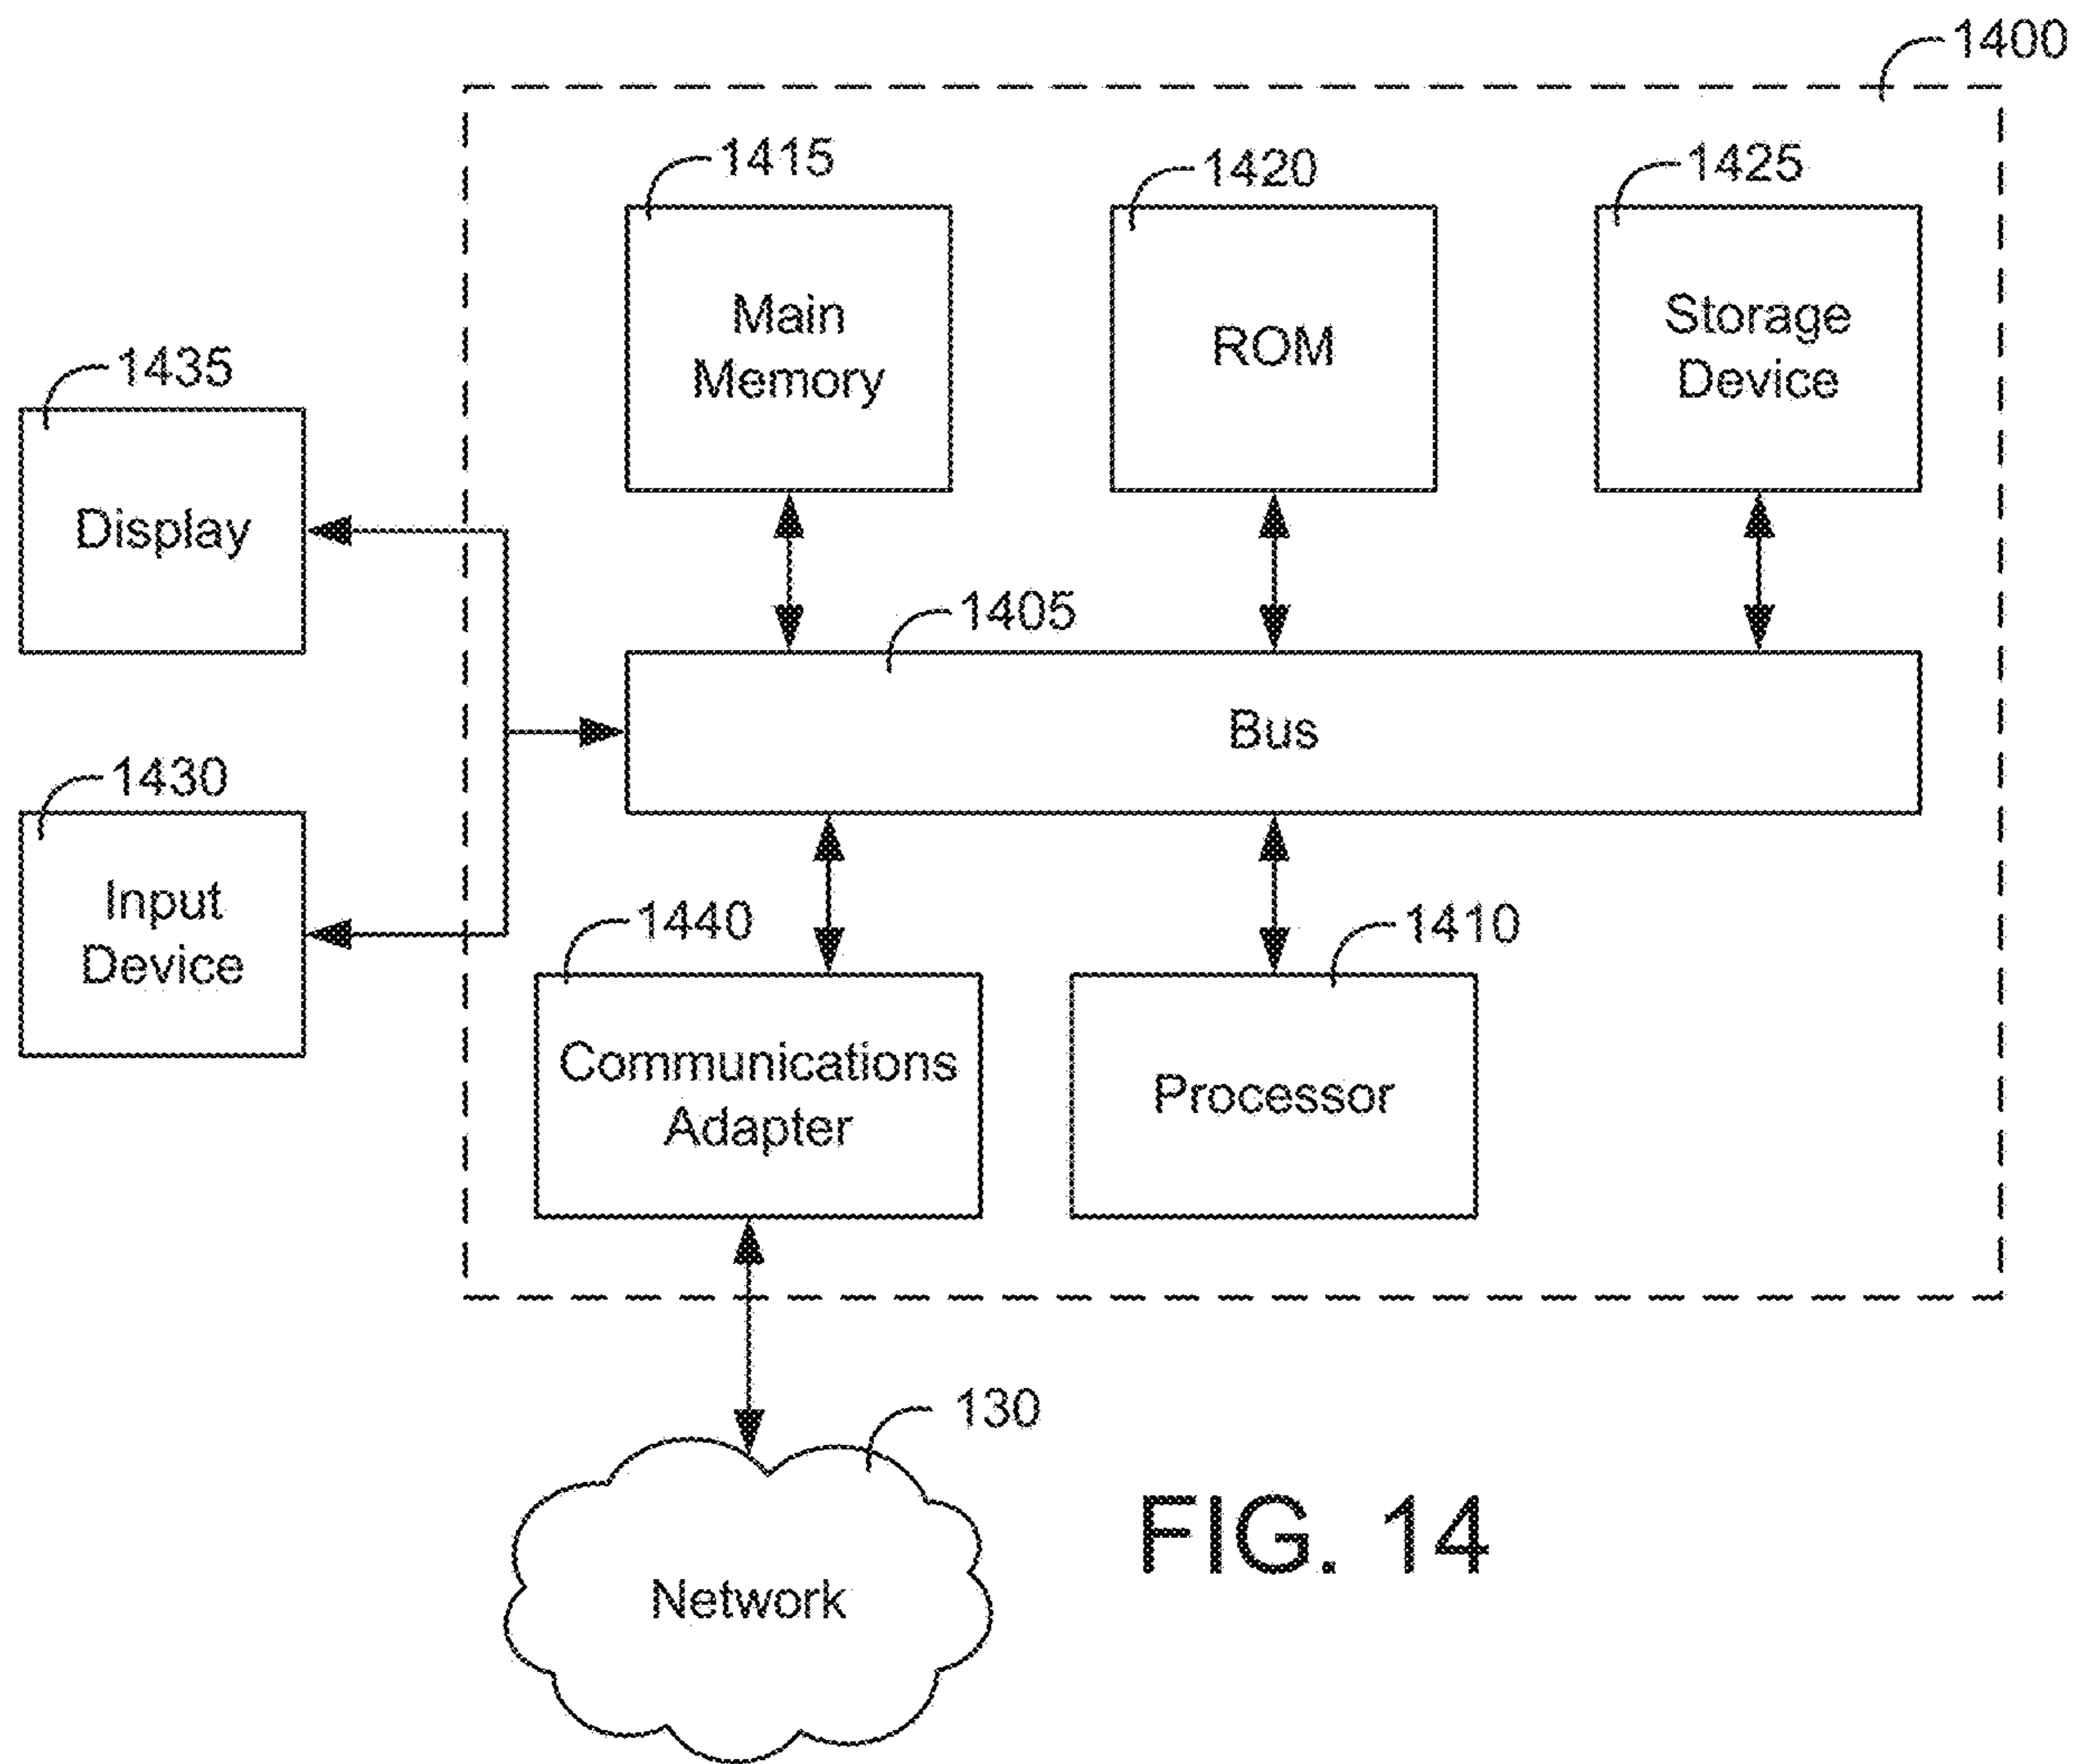 1400
1415
1420
1425
Main
Memory
ROM
Storage
Device
1435
Display
1405
Bus
1430
Input
Device
1440
1410
Communications
Adapter
Processor
130
Network
FIG. 14